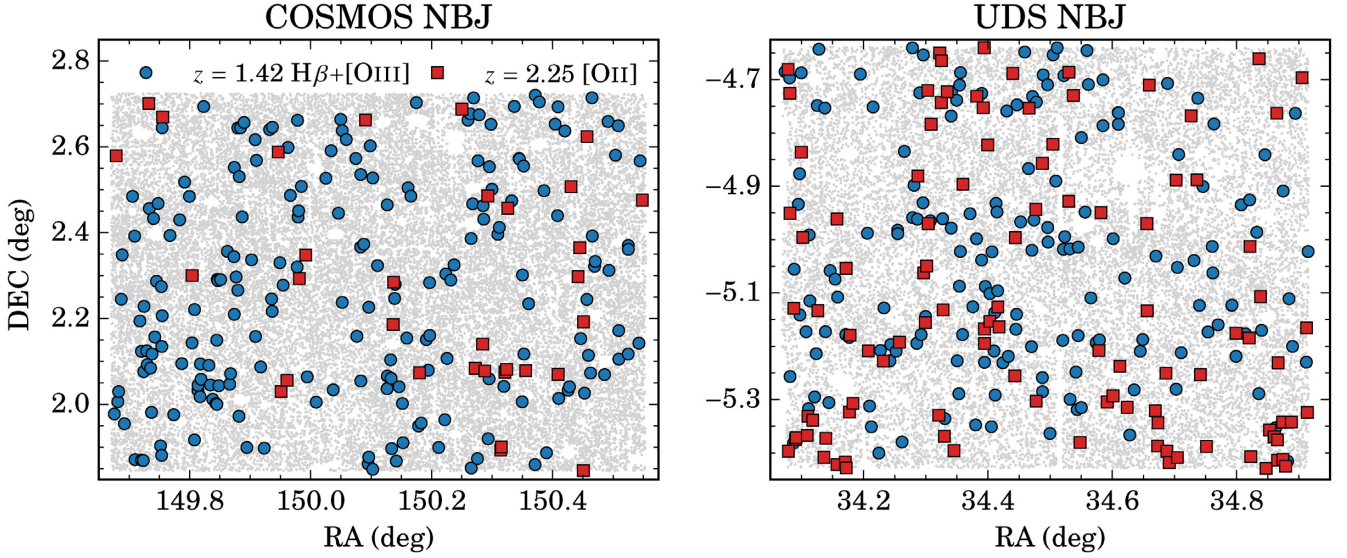 COSMOS NBJ
UDS NBJ
z = 1.42 Hβ+[OIII]
z = 2.25 [OII]
2.8
2.6
2.4
2.2
2.0
DEC (deg)
149.8 150.0 150.2 150.4
RA (deg)
−4.7
−4.9
−5.1
−5.3
34.2 34.4 34.6 34.8
RA (deg)